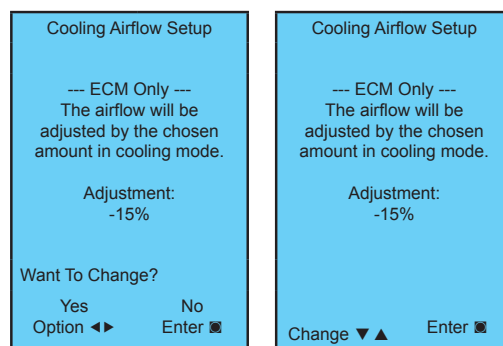 Cooling Airflow Setup
--- ECM Only ---
The airflow will be
adjusted by the chosen
amount in cooling mode.
Adjustment:
-15%
Want To Change?
Yes No
Option ◄► Enter ◙
Cooling Airflow Setup
--- ECM Only ---
The airflow will be
adjusted by the chosen
amount in cooling mode.
Adjustment:
-15%
Change ▼ ▲ Enter ◙